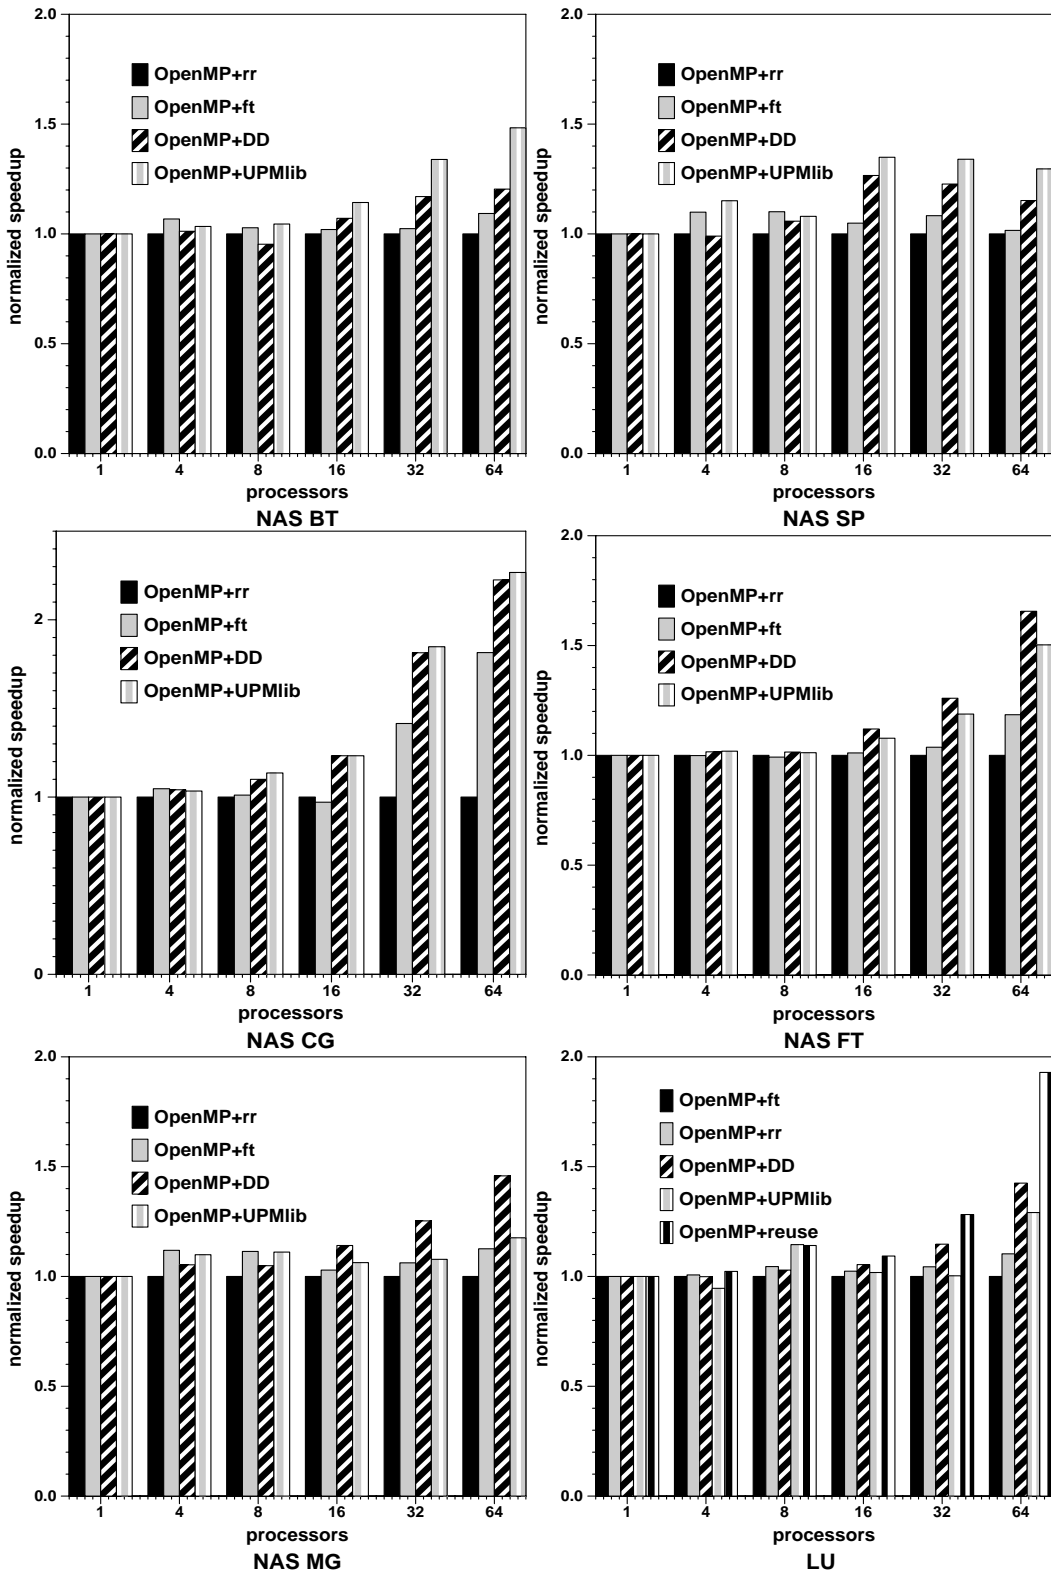 2.0
1.5
1.0
0.5
0.0
normalized speedup
OpenMP+rr
OpenMP+ft
OpenMP+DD
OpenMP+UPMlib
1 4 8 16 32 64
processors
NAS BT
2.0
1.5
1.0
0.5
0.0
normalized speedup
OpenMP+rr
OpenMP+ft
OpenMP+DD
OpenMP+UPMlib
1 4 8 16 32 64
processors
NAS SP
2
1
0
normalized speedup
OpenMP+rr
OpenMP+ft
OpenMP+DD
OpenMP+UPMlib
1 4 8 16 32 64
processors
NAS CG
2.0
1.5
1.0
0.5
0.0
normalized speedup
OpenMP+rr
OpenMP+ft
OpenMP+DD
OpenMP+UPMlib
1 4 8 16 32 64
processors
NAS FT
2.0
1.5
1.0
0.5
0.0
normalized speedup
OpenMP+rr
OpenMP+ft
OpenMP+DD
OpenMP+UPMlib
1 4 8 16 32 64
processors
NAS MG
2.0
1.5
1.0
0.5
0.0
normalized speedup
OpenMP+ft
OpenMP+rr
OpenMP+DD
OpenMP+UPMlib
OpenMP+reuse
1 4 8 16 32 64
processors
LU